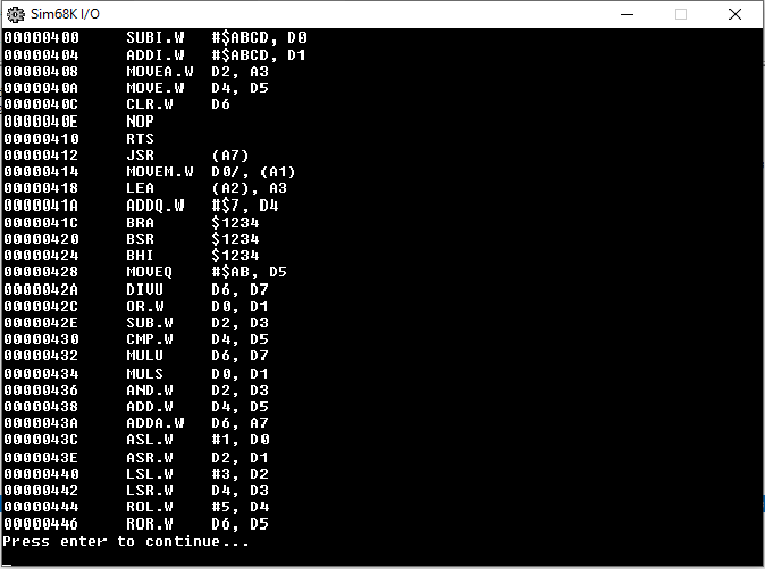 Sim68K I/O
00000400 SUBI.W #$ABCD, D0
00000404 ADDI.W #$ABCD, D1
00000408 MOVEA.W D2, A3
0000040A MOVE.W D4, D5
0000040C CLR.W D6
0000040E NOP
00000410 RTS
00000412 JSR (A7)
00000414 MOVEM.W D0/, (A1)
00000418 LEA (A2), A3
0000041A ADDQ.W #$7, D4
0000041C BRA $1234
00000420 BSR $1234
00000424 BHI $1234
00000428 MOVEQ #$AB, D5
0000042A DIVU D6, D7
0000042C OR.W D0, D1
0000042E SUB.W D2, D3
00000430 CMP.W D4, D5
00000432 MULU D6, D7
00000434 MULS D0, D1
00000436 AND.W D2, D3
00000438 ADD.W D4, D5
0000043A ADDA.W D6, A7
0000043C ASL.W #1, D0
0000043E ASR.W D2, D1
00000440 LSL.W #3, D2
00000442 LSR.W D4, D3
00000444 ROL.W #5, D4
00000446 ROR.W D6, D5
Press enter to continue...